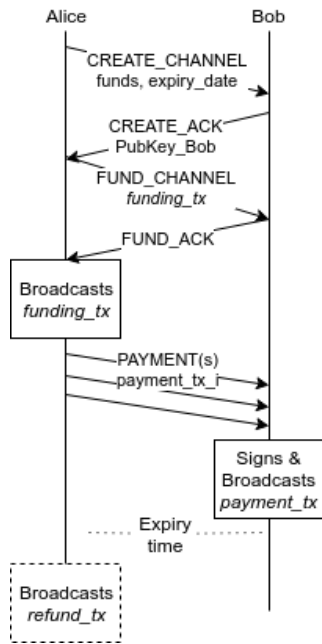 Alice
Bob
CREATE_CHANNEL
funds, expiry_date
CREATE_ACK
PubKey_Bob
FUND_CHANNEL
funding_tx
FUND_ACK
Broadcasts
funding_tx
PAYMENT(s)
payment_tx_i
Signs &
Broadcasts
payment_tx
Expiry
time
Broadcasts
refund_tx